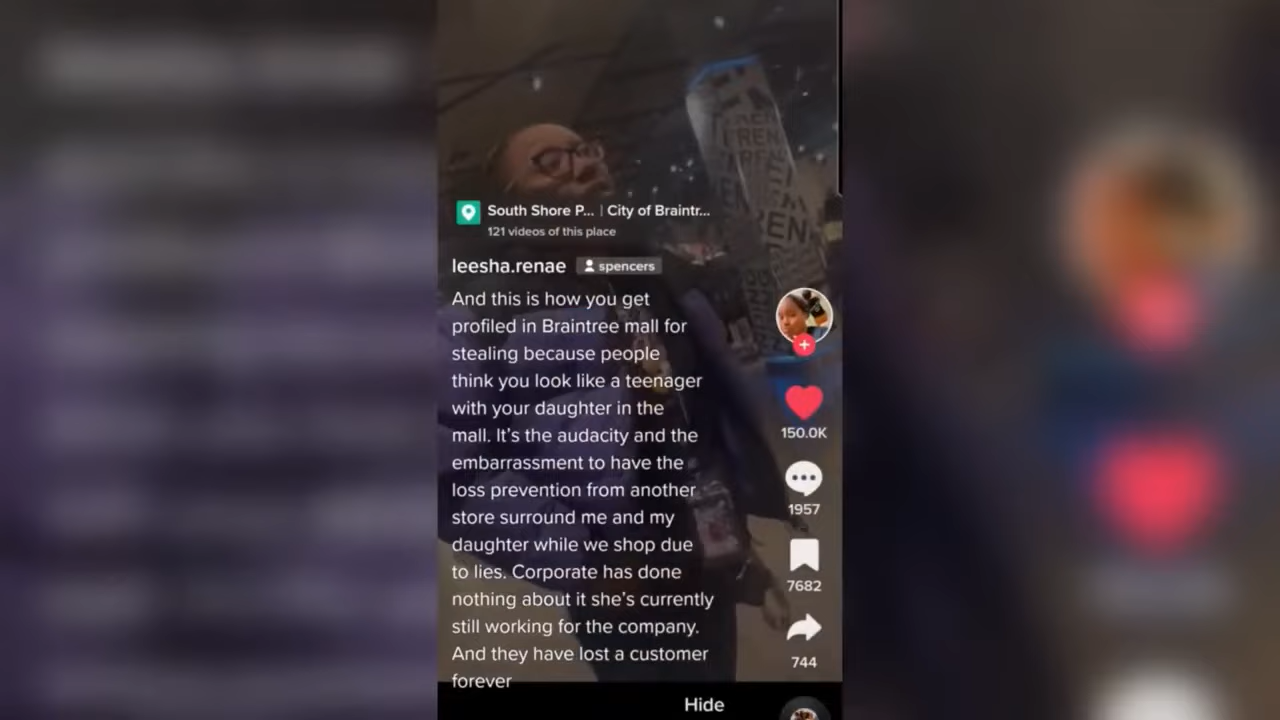 South Shore P... | City of Braintr...
121 videos of this place
leesha.renae spencers
And this is how you get
profiled in Braintree mall for
stealing because people
think you look like a teenager
with your daughter in the
mall. It's the audacity and the
embarrassment to have the
loss prevention from another
store surround me and my
daughter while we shop due
to lies. Corporate has done
nothing about it she's currently
still working for the company.
And they have lost a customer
forever
150.0K
1957
7682
744
Hide